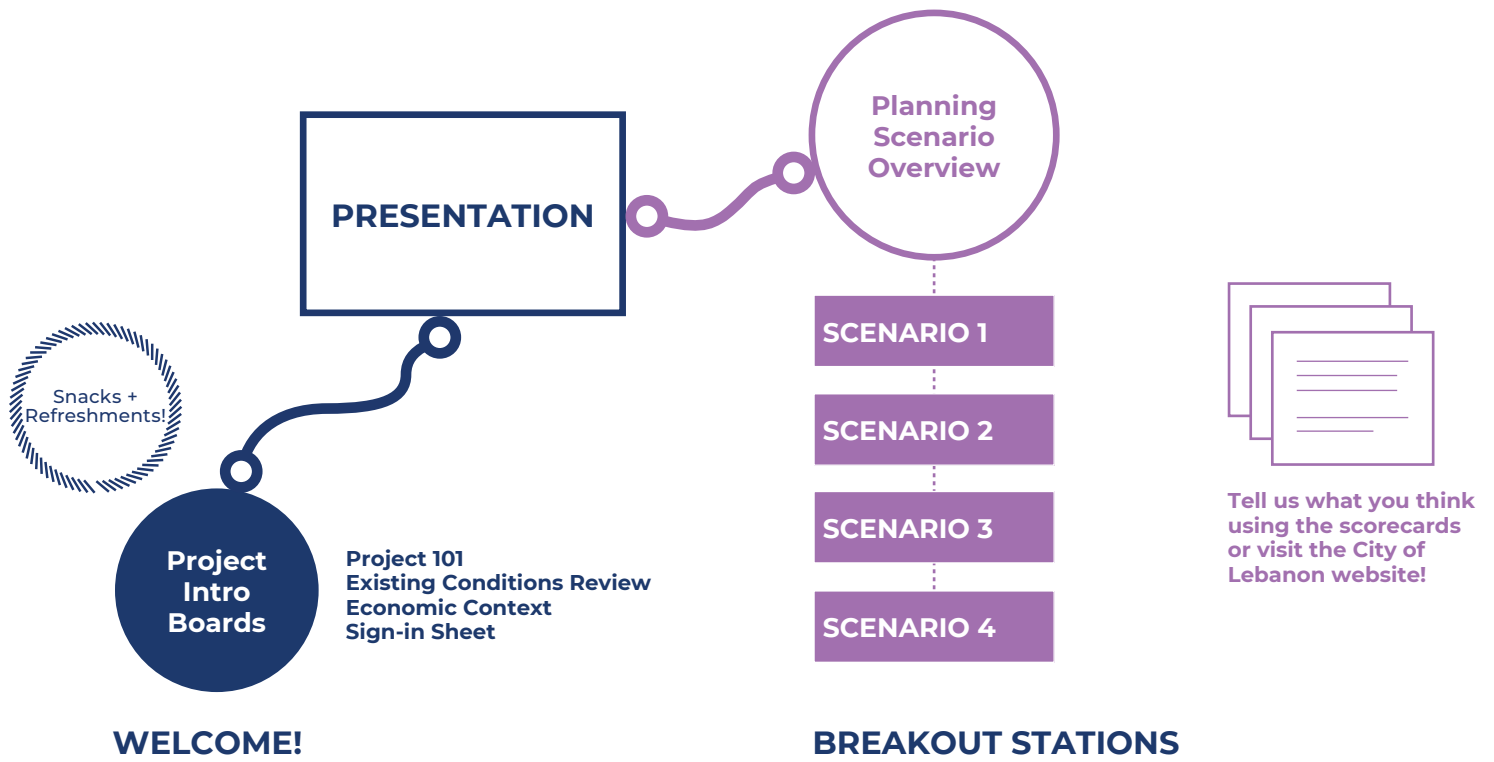 Snacks +
Refreshments!
Project
Intro
Boards
Project 101
Existing Conditions Review
Economic Context
Sign-in Sheet
WELCOME!
PRESENTATION
Planning
Scenario
Overview
SCENARIO 1
SCENARIO 2
SCENARIO 3
SCENARIO 4
BREAKOUT STATIONS
Tell us what you think
using the scorecards
or visit the City of
Lebanon website!